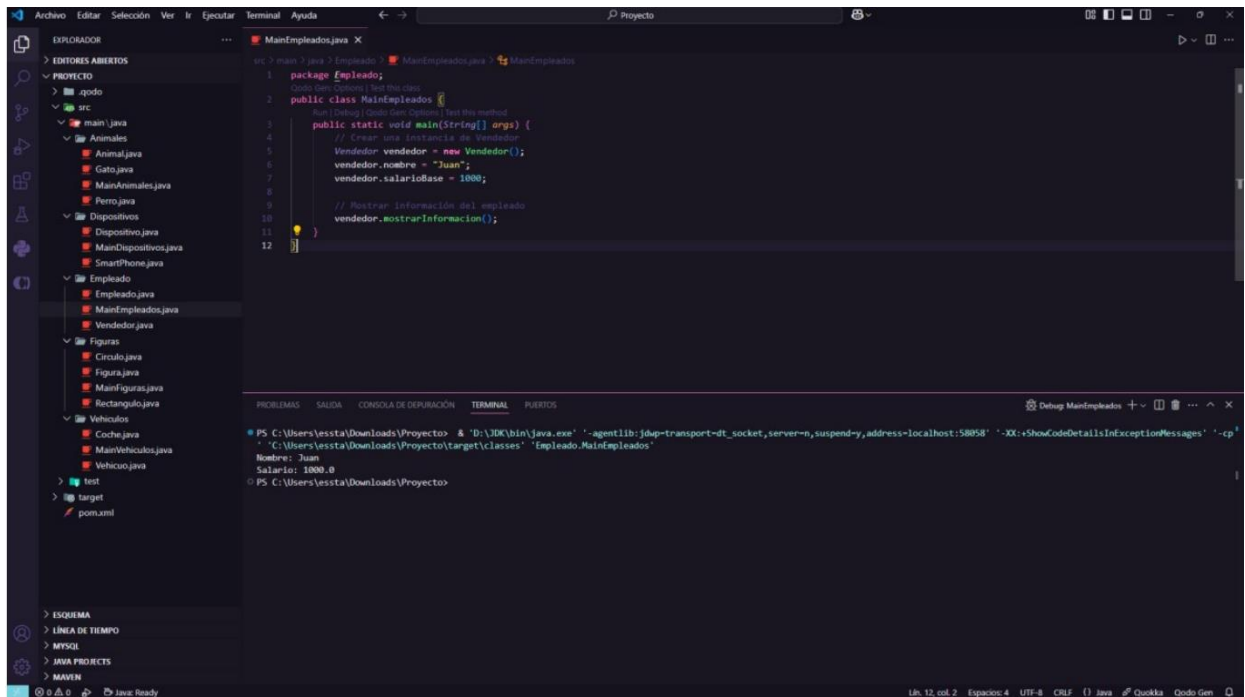 Archivo Editar Selección Ver Ir Ejecutar Terminal Ayuda
Proyecto
EXPLORADOR
EDITORES ABIERTOS
PROYECTO
.qodo
src
main \ java
Animales
Animal.java
Gato.java
MainAnimales.java
Perro.java
Dispositivos
Dispositivo.java
MainDispositivos.java
SmartPhone.java
Empleado
Empleado.java
MainEmpleados.java
Vendedor.java
Figuras
Circulo.java
Figura.java
MainFiguras.java
Rectangulo.java
Vehiculos
Coche.java
MainVehiculos.java
Vehicuo.java
test
target
pom.xml
ESQUEMA
LÍNEA DE TIEMPO
MYSQL
JAVA PROJECTS
MAVEN
MainEmpleados.java
src > main > java > Empleado > MainEmpleados.java > MainEmpleados
1 package Empleado;
Qodo Gen: Options | Test this class
2 public class MainEmpleados {
Run | Debug | Qodo Gen: Options | Test this method
3 public static void main(String[] args) {
4 // Crear una instancia de Vendedor
5 Vendedor vendedor = new Vendedor();
6 vendedor.nombre = "Juan";
7 vendedor.salarioBase = 1000;
8
9 // Mostrar información del empleado
10 vendedor.mostrarInformacion();
11 }
12 }
PROBLEMAS SALIDA CONSOLA DE DEPURACIÓN TERMINAL PUERTOS
Debug: MainEmpleados
PS C:\Users\essta\Downloads\Proyecto> & 'D:\JDK\bin\java.exe' '-agentlib:jdwp=transport=dt_socket,server=n,suspend=y,address=localhost:58058' '-XX:+ShowCodeDetailsInExceptionMessages' '-cp
' 'C:\Users\essta\Downloads\Proyecto\target\classes' 'Empleado.MainEmpleados'
Nombre: Juan
Salario: 1000.0
PS C:\Users\essta\Downloads\Proyecto>
0 0 Java: Ready
Lín. 12, col. 2 Espacios: 4 UTF-8 CRLF {} Java Quokka Qodo Gen